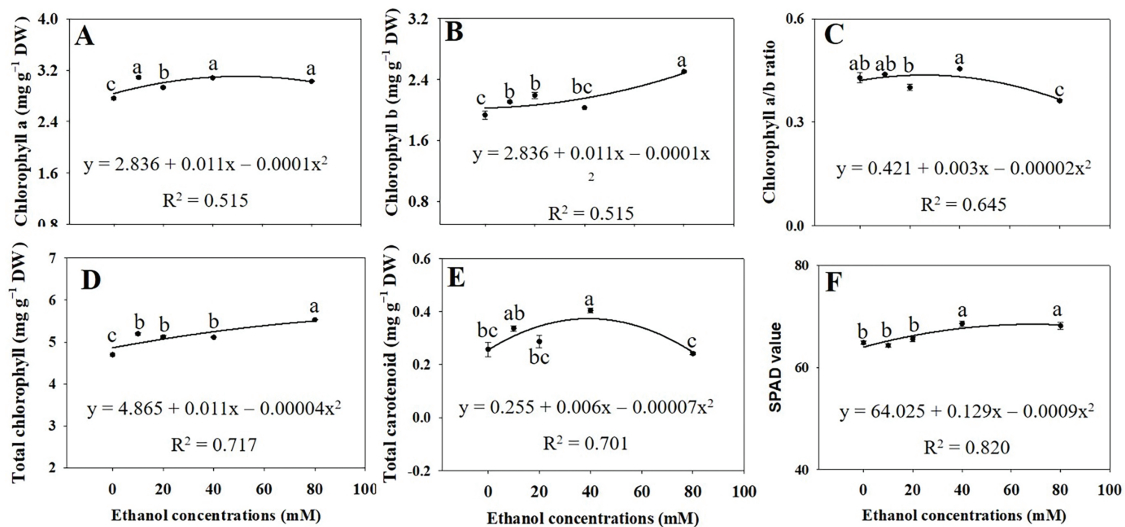 A
Chlorophyll a (mg g⁻¹ DW)
4.0
3.2
2.4
1.6
0.8
c
a
b
a
a
y = 2.836 + 0.011x – 0.0001x²
R² = 0.515
B
Chlorophyll b (mg g⁻¹ DW)
3.2
2.4
1.6
0.8
c
b
b
bc
a
y = 2.836 + 0.011x – 0.0001x
2
R² = 0.515
0 20 40 60 80 100
C
Chlorophyll a/b ratio
0.6
0.3
0.0
ab
ab
b
a
c
y = 0.421 + 0.003x – 0.00002x²
R² = 0.645
D
Total chlorophyll (mg g⁻¹ DW)
7
6
5
4
3
2
c
b
b
b
a
y = 4.865 + 0.011x – 0.00004x²
R² = 0.717
0 20 40 60 80 100
Ethanol concentrations (mM)
E
Total carotenoid (mg g⁻¹ DW)
0.6
0.4
0.2
0.0
-0.2
bc
ab
bc
a
c
y = 0.255 + 0.006x – 0.00007x²
R² = 0.701
0 20 40 60 80 100
Ethanol concentrations (mM)
F
SPAD value
80
60
40
b
b
b
a
a
y = 64.025 + 0.129x – 0.0009x²
R² = 0.820
0 20 40 60 80 100
Ethanol concentrations (mM)